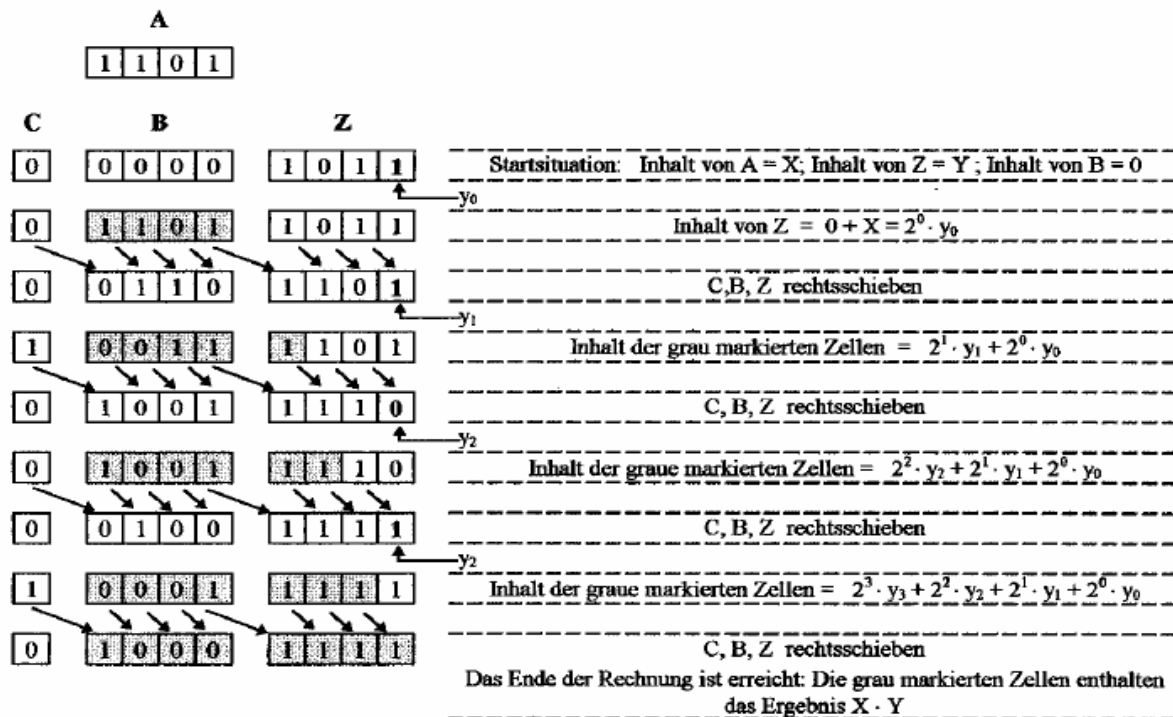 A
1 1 0 1
C B Z
0 0 0 0 0 1 0 1 1 Startsituation: Inhalt von A = X; Inhalt von Z = Y ; Inhalt von B = 0
y₀
0 1 1 0 1 1 0 1 1 Inhalt von Z = 0 + X = 2⁰ · y₀
0 0 1 1 0 1 1 0 1 C,B, Z rechtsschieben
y₁
1 0 0 1 1 1 1 0 1 Inhalt der grau markierten Zellen = 2¹ · y₁ + 2⁰ · y₀
0 1 0 0 1 1 1 1 0 C, B, Z rechtsschieben
y₂
0 1 0 0 1 1 1 1 0 Inhalt der graue markierten Zellen = 2² · y₂ + 2¹ · y₁ + 2⁰ · y₀
0 0 1 0 0 1 1 1 1 C, B, Z rechtsschieben
y₂
1 0 0 0 1 1 1 1 1 Inhalt der graue markierten Zellen = 2³ · y₃ + 2² · y₂ + 2¹ · y₁ + 2⁰ · y₀
0 1 0 0 0 1 1 1 1 C, B, Z rechtsschieben
Das Ende der Rechnung ist erreicht: Die grau markierten Zellen enthalten
das Ergebnis X · Y